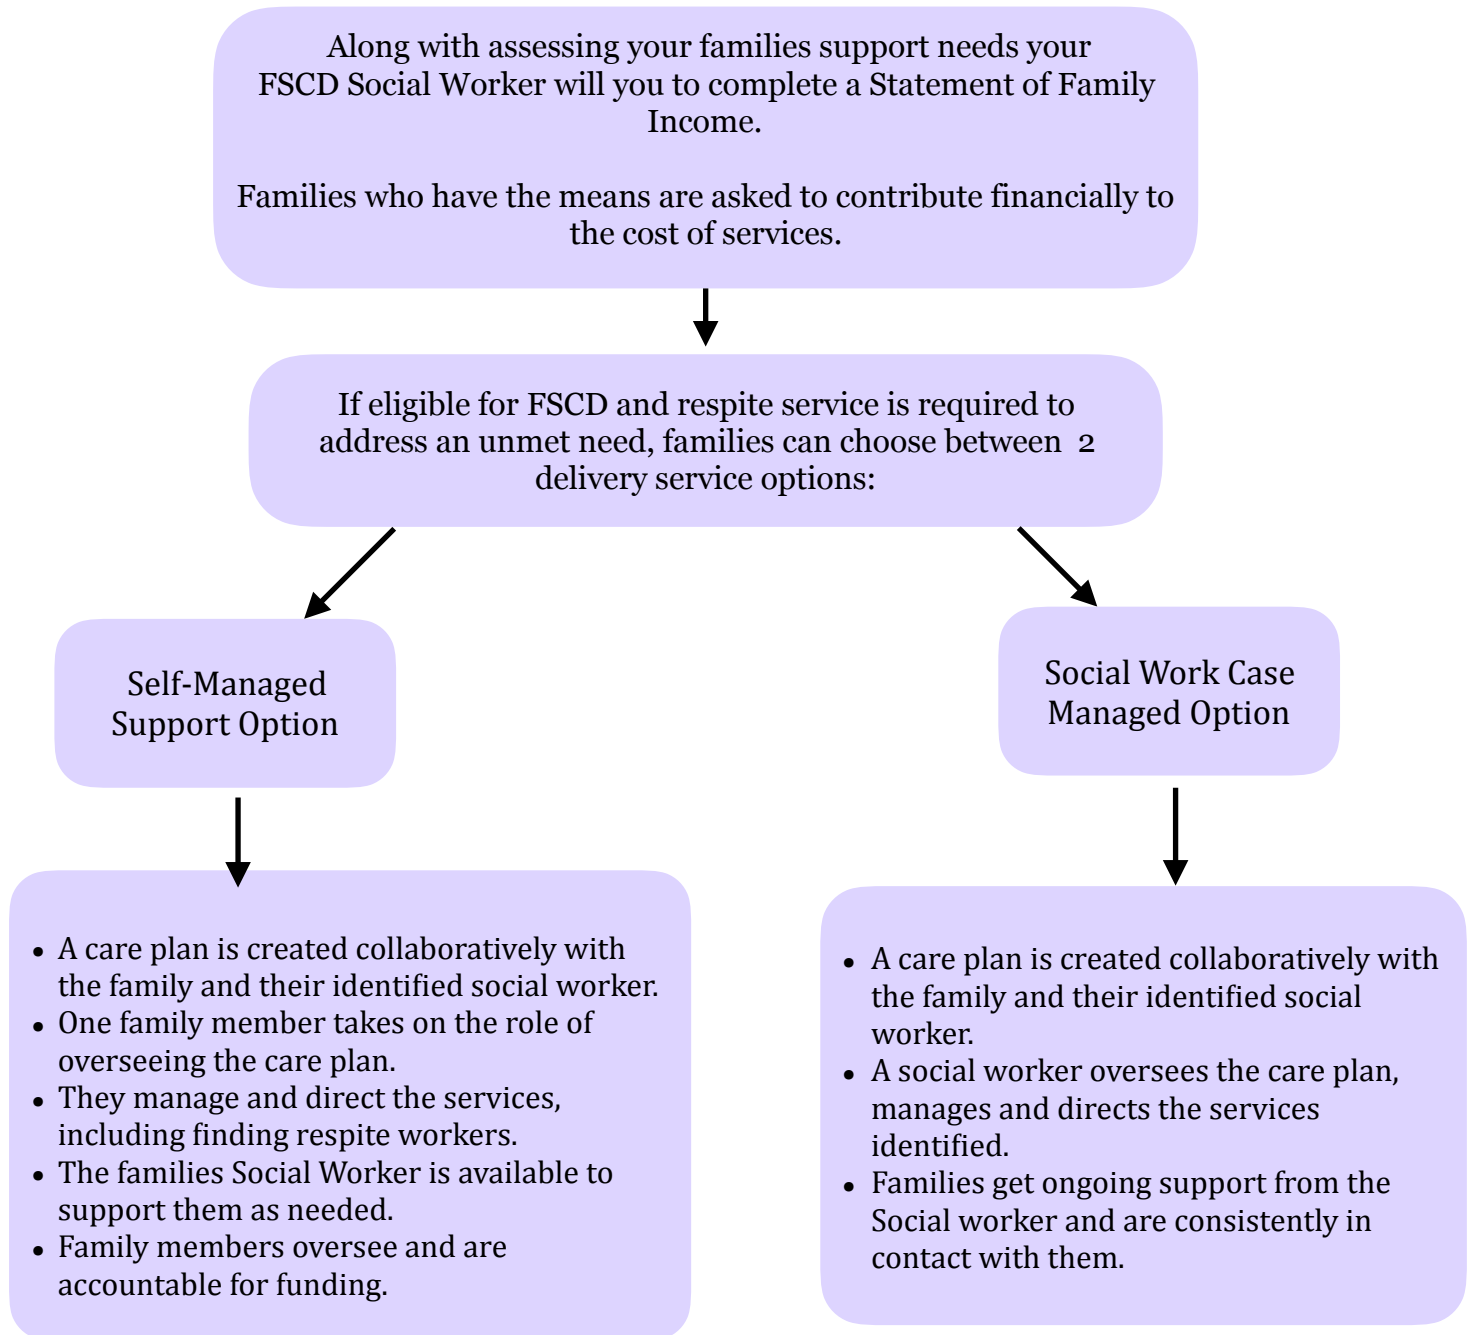 Along with assessing your families support needs your
FSCD Social Worker will you to complete a Statement of Family
Income.
Families who have the means are asked to contribute financially to
the cost of services.
If eligible for FSCD and respite service is required to
address an unmet need, families can choose between  2
delivery service options:
Self-Managed
Support Option
Social Work Case
Managed Option
• A care plan is created collaboratively with
the family and their identified social worker.
• One family member takes on the role of
overseeing the care plan.
• They manage and direct the services,
including finding respite workers.
• The families Social Worker is available to
support them as needed.
• Family members oversee and are
accountable for funding.
• A care plan is created collaboratively with
the family and their identified social
worker.
• A social worker oversees the care plan,
manages and directs the services
identified.
• Families get ongoing support from the
Social worker and are consistently in
contact with them.